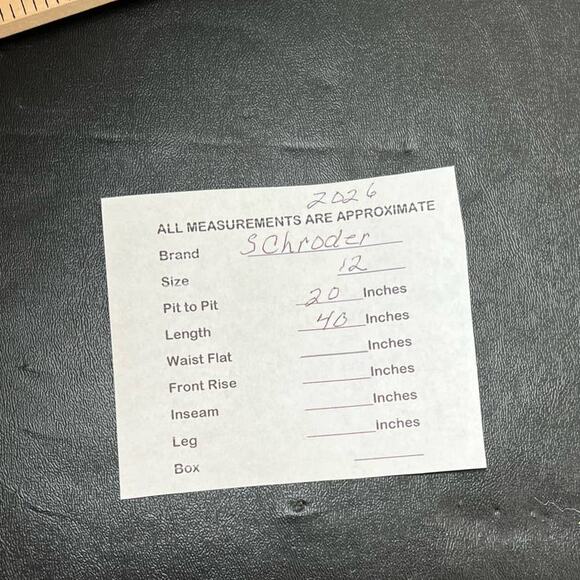 2026
ALL MEASUREMENTS ARE APPROXIMATE
Brand Schroder
Size 12
Pit to Pit 20 Inches
Length 40 Inches
Waist Flat Inches
Front Rise Inches
Inseam Inches
Leg Inches
Box